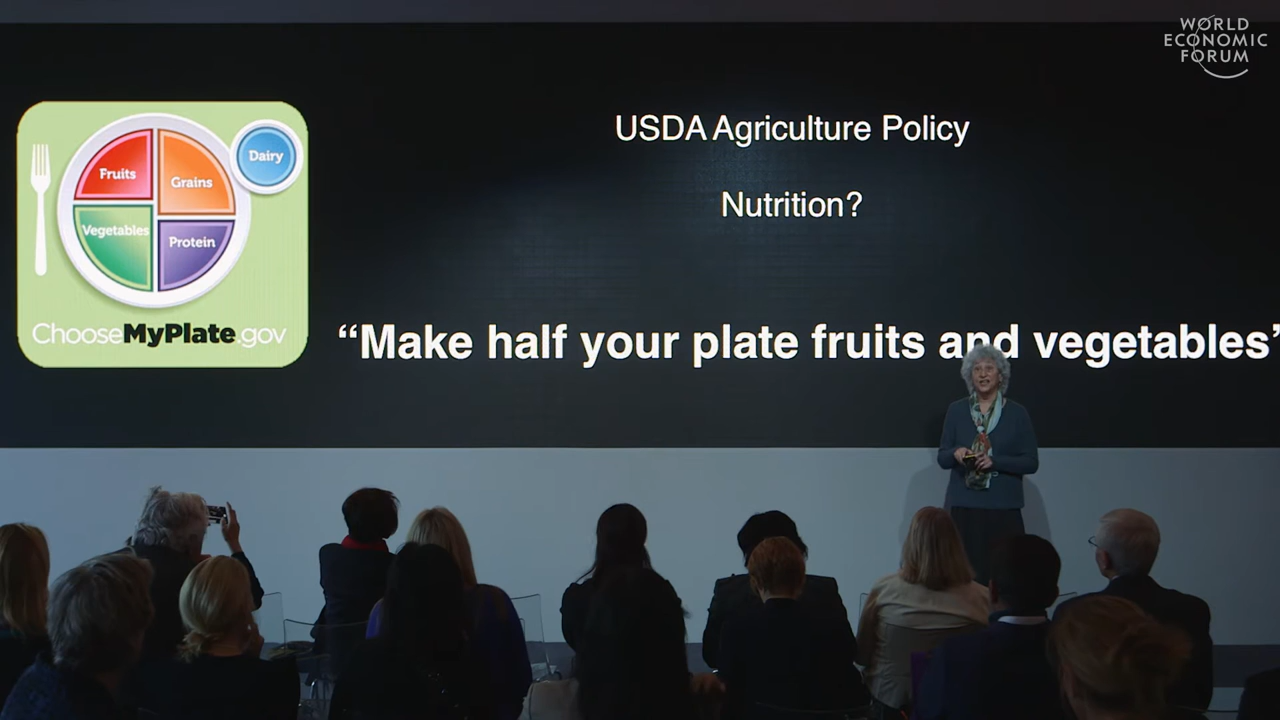 WORLD
ECONOMIC
FORUM
USDA Agriculture Policy
Nutrition?
“Make half your plate fruits and vegetables”
Fruits
Grains
Dairy
Vegetables
Protein
ChooseMyPlate.gov